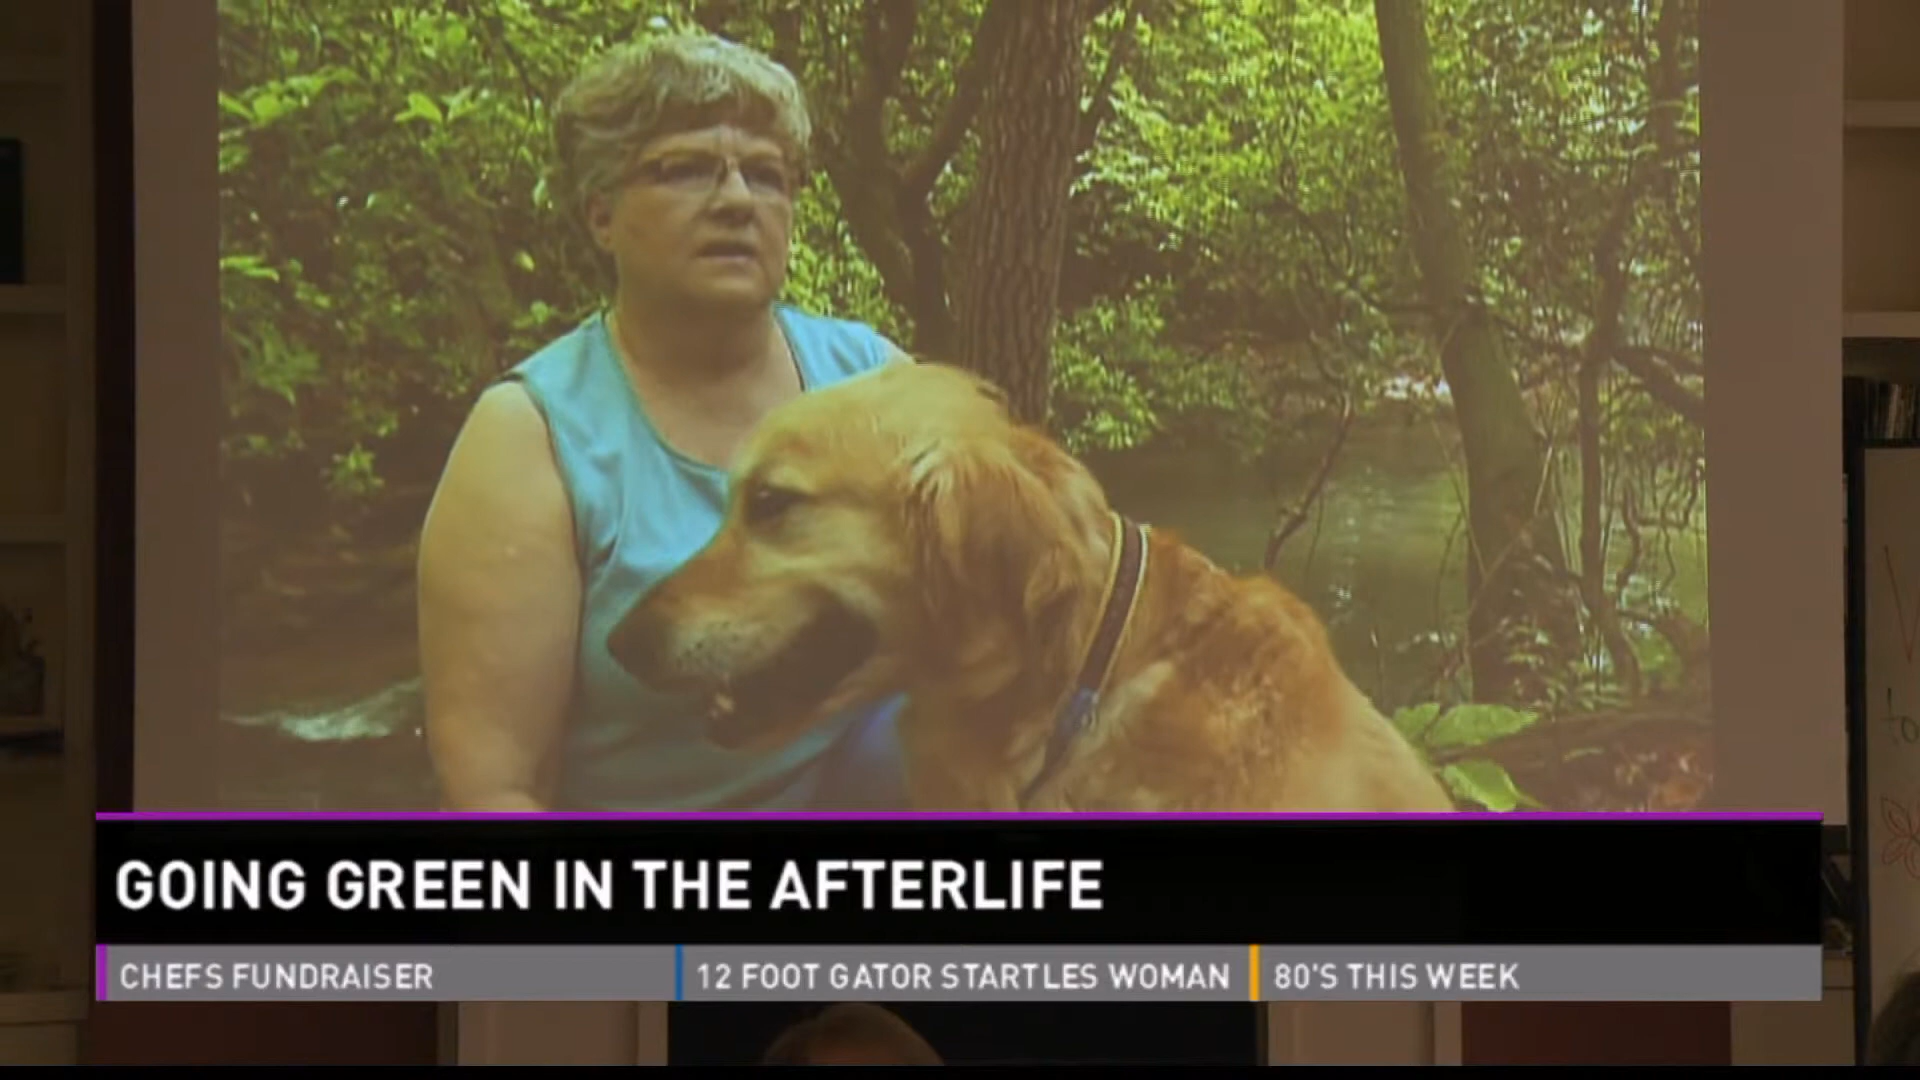 GOING GREEN IN THE AFTERLIFE
CHEFS FUNDRAISER
12 FOOT GATOR STARTLES WOMAN
80'S THIS WEEK